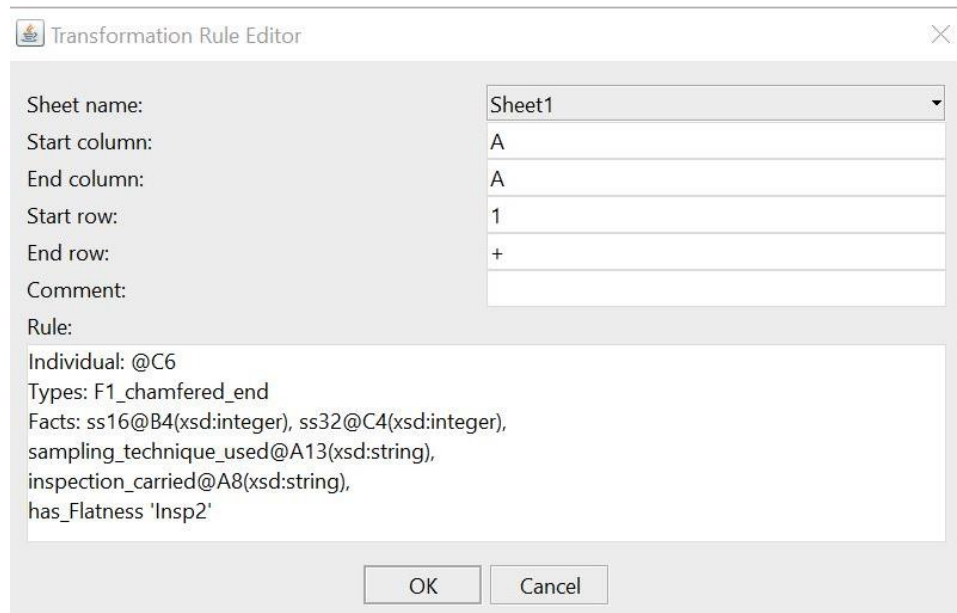 Transformation Rule Editor
Sheet name: Sheet1
Start column: A
End column: A
Start row: 1
End row: +
Comment:
Rule:
Individual: @C6
Types: F1_chamfered_end
Facts: ss16@B4(xsd:integer), ss32@C4(xsd:integer),
sampling_technique_used@A13(xsd:string),
inspection_carried@A8(xsd:string),
has_Flatness 'Insp2'
OK Cancel